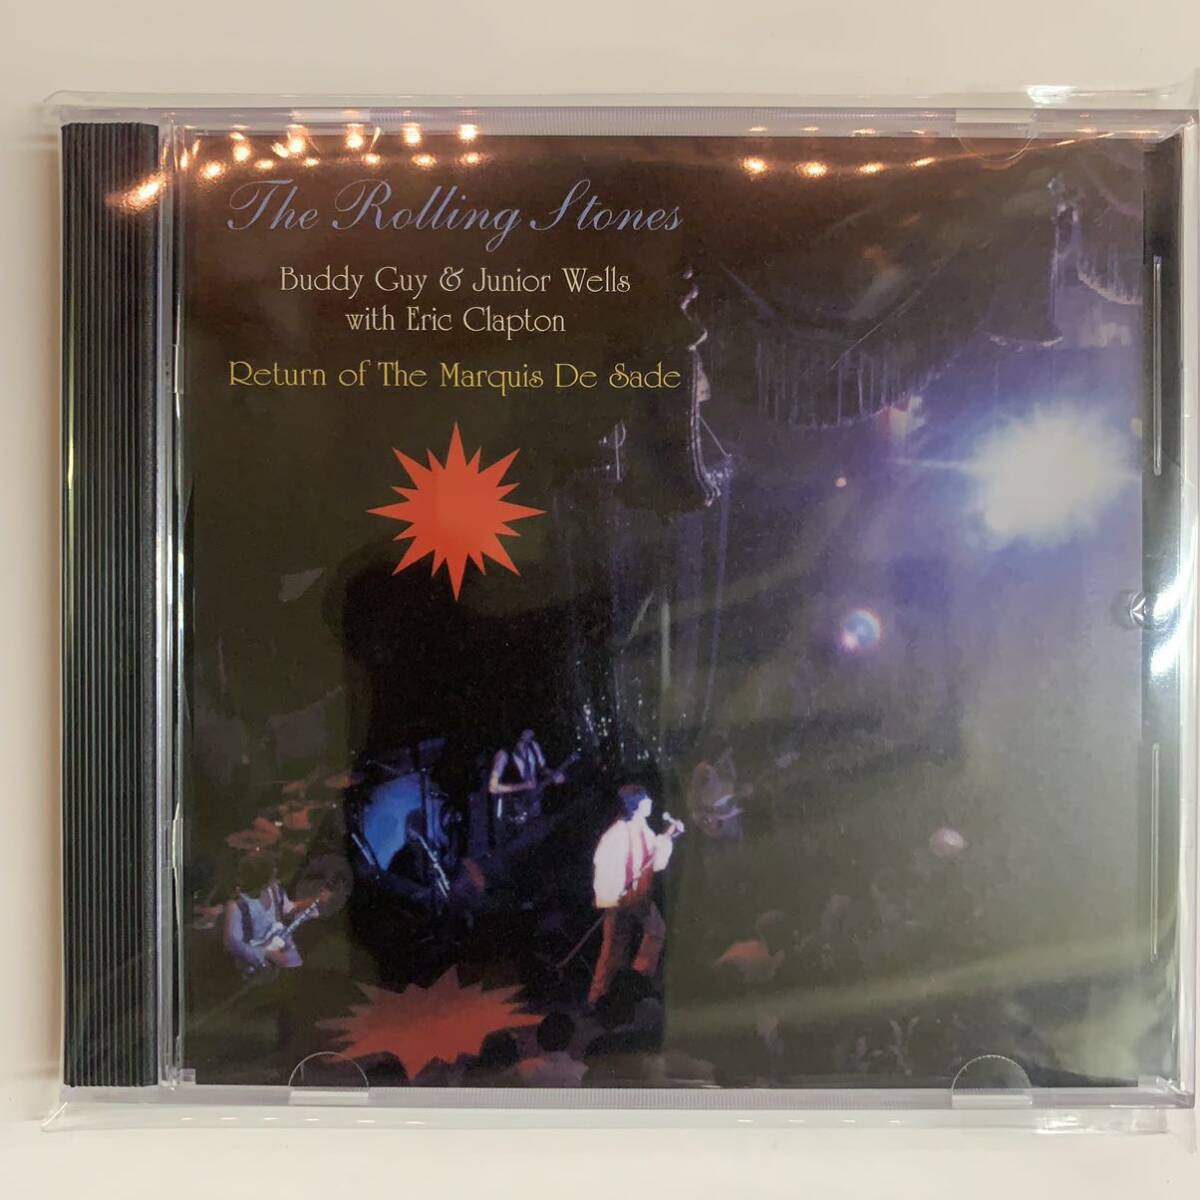 The Rolling Stones
Buddy Guy & Junior Wells
with Eric Clapton
Return of The Marquis De Sade